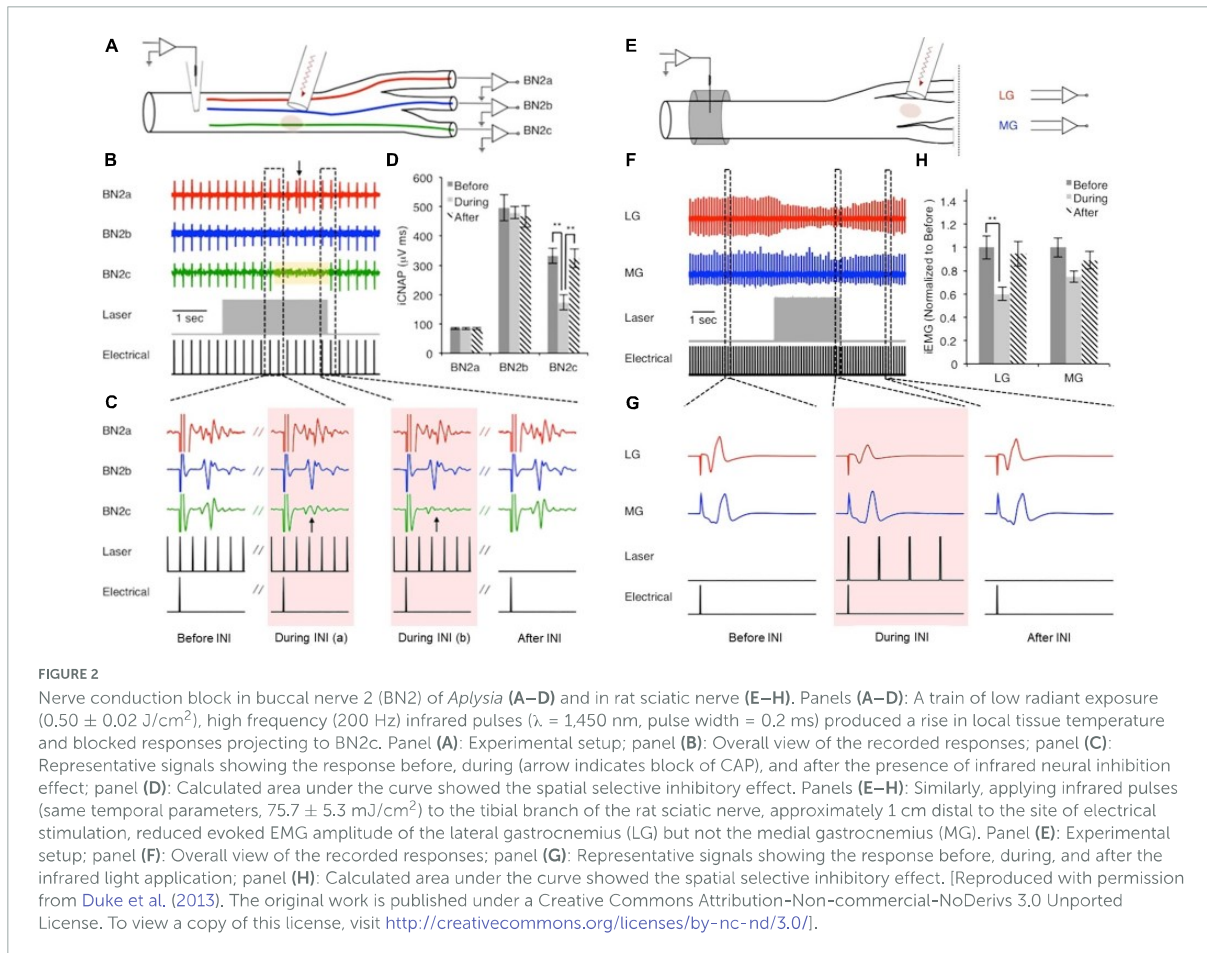 A
BN2a
BN2b
BN2c
E
LG
MG
B
BN2a
BN2b
BN2c
Laser
1 sec
Electrical
D
600
500
400
300
200
100
0
iCNAP (μV ms)
Before
During
After
**
**
BN2a BN2b BN2c
F
LG
MG
Laser
1 sec
Electrical
H
1.4
1.2
1
0.8
0.6
0.4
0.2
0
iEMG (Normalized to Before )
Before
During
After
**
LG MG
C
BN2a
BN2b
BN2c
Laser
Electrical
// //
// //
// //
// //
// //
Before INI During INI (a) During INI (b) After INI
G
LG
MG
Laser
Electrical
Before INI During INI After INI
FIGURE 2
Nerve conduction block in buccal nerve 2 (BN2) of Aplysia (A–D) and in rat sciatic nerve (E–H). Panels (A–D): A train of low radiant exposure
(0.50 ± 0.02 J/cm²), high frequency (200 Hz) infrared pulses (λ = 1,450 nm, pulse width = 0.2 ms) produced a rise in local tissue temperature
and blocked responses projecting to BN2c. Panel (A): Experimental setup; panel (B): Overall view of the recorded responses; panel (C):
Representative signals showing the response before, during (arrow indicates block of CAP), and after the presence of infrared neural inhibition
effect; panel (D): Calculated area under the curve showed the spatial selective inhibitory effect. Panels (E–H): Similarly, applying infrared pulses
(same temporal parameters, 75.7 ± 5.3 mJ/cm²) to the tibial branch of the rat sciatic nerve, approximately 1 cm distal to the site of electrical
stimulation, reduced evoked EMG amplitude of the lateral gastrocnemius (LG) but not the medial gastrocnemius (MG). Panel (E): Experimental
setup; panel (F): Overall view of the recorded responses; panel (G): Representative signals showing the response before, during, and after the
infrared light application; panel (H): Calculated area under the curve showed the spatial selective inhibitory effect. [Reproduced with permission
from Duke et al. (2013). The original work is published under a Creative Commons Attribution-Non-commercial-NoDerivs 3.0 Unported
License. To view a copy of this license, visit http://creativecommons.org/licenses/by-nc-nd/3.0/].